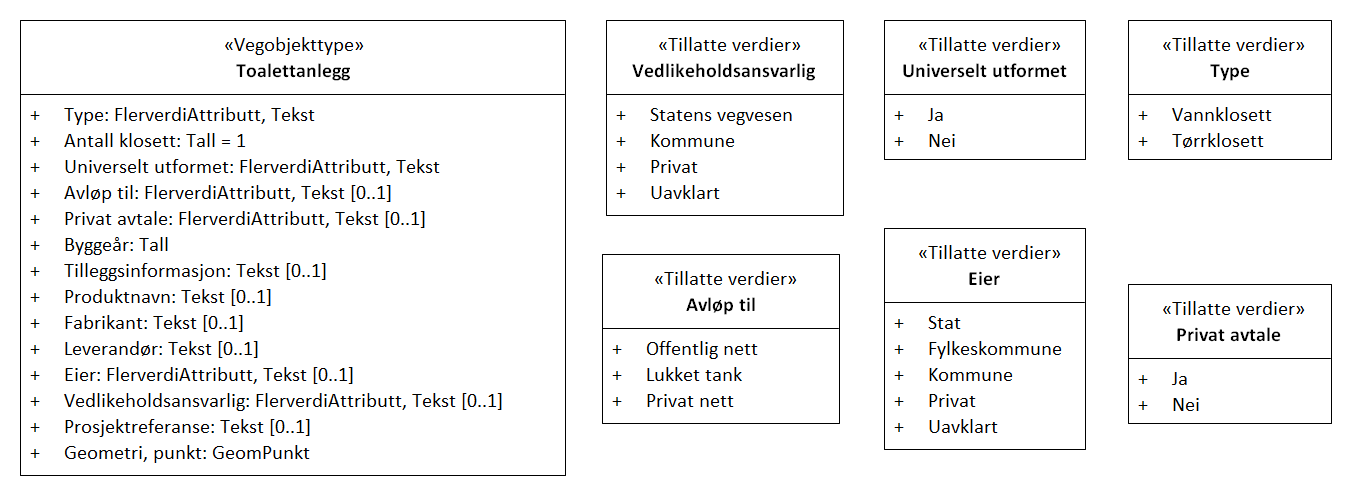 «Vegobjekttype»
Toalettanlegg
+ Type: FlerverdiAttributt, Tekst
+ Antall klosett: Tall = 1
+ Universelt utformet: FlerverdiAttributt, Tekst
+ Avløp til: FlerverdiAttributt, Tekst [0..1]
+ Privat avtale: FlerverdiAttributt, Tekst [0..1]
+ Byggeår: Tall
+ Tilleggsinformasjon: Tekst [0..1]
+ Produktnavn: Tekst [0..1]
+ Fabrikant: Tekst [0..1]
+ Leverandør: Tekst [0..1]
+ Eier: FlerverdiAttributt, Tekst [0..1]
+ Vedlikeholdsansvarlig: FlerverdiAttributt, Tekst [0..1]
+ Prosjektreferanse: Tekst [0..1]
+ Geometri, punkt: GeomPunkt
«Tillatte verdier»
Vedlikeholdsansvarlig
+ Statens vegvesen
+ Kommune
+ Privat
+ Uavklart
«Tillatte verdier»
Universelt utformet
+ Ja
+ Nei
«Tillatte verdier»
Type
+ Vannklosett
+ Tørrklosett
«Tillatte verdier»
Avløp til
+ Offentlig nett
+ Lukket tank
+ Privat nett
«Tillatte verdier»
Eier
+ Stat
+ Fylkeskommune
+ Kommune
+ Privat
+ Uavklart
«Tillatte verdier»
Privat avtale
+ Ja
+ Nei